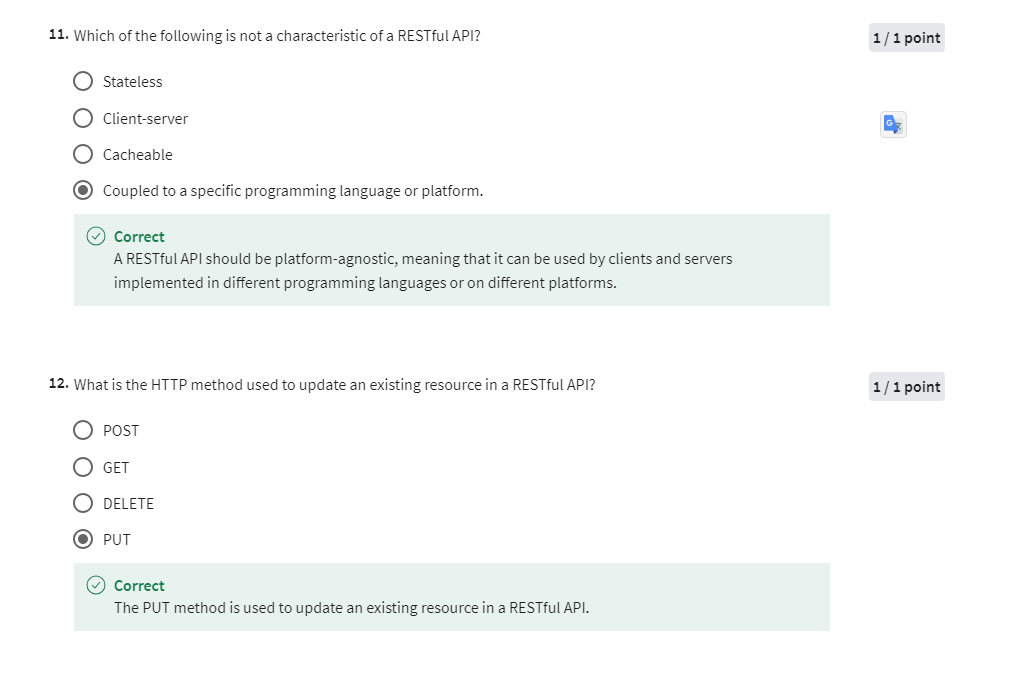 11. Which of the following is not a characteristic of a RESTful API?
1 / 1 point
Stateless
Client-server
Cacheable
Coupled to a specific programming language or platform.
Correct
A RESTful API should be platform-agnostic, meaning that it can be used by clients and servers
implemented in different programming languages or on different platforms.
12. What is the HTTP method used to update an existing resource in a RESTful API?
1 / 1 point
POST
GET
DELETE
PUT
Correct
The PUT method is used to update an existing resource in a RESTful API.